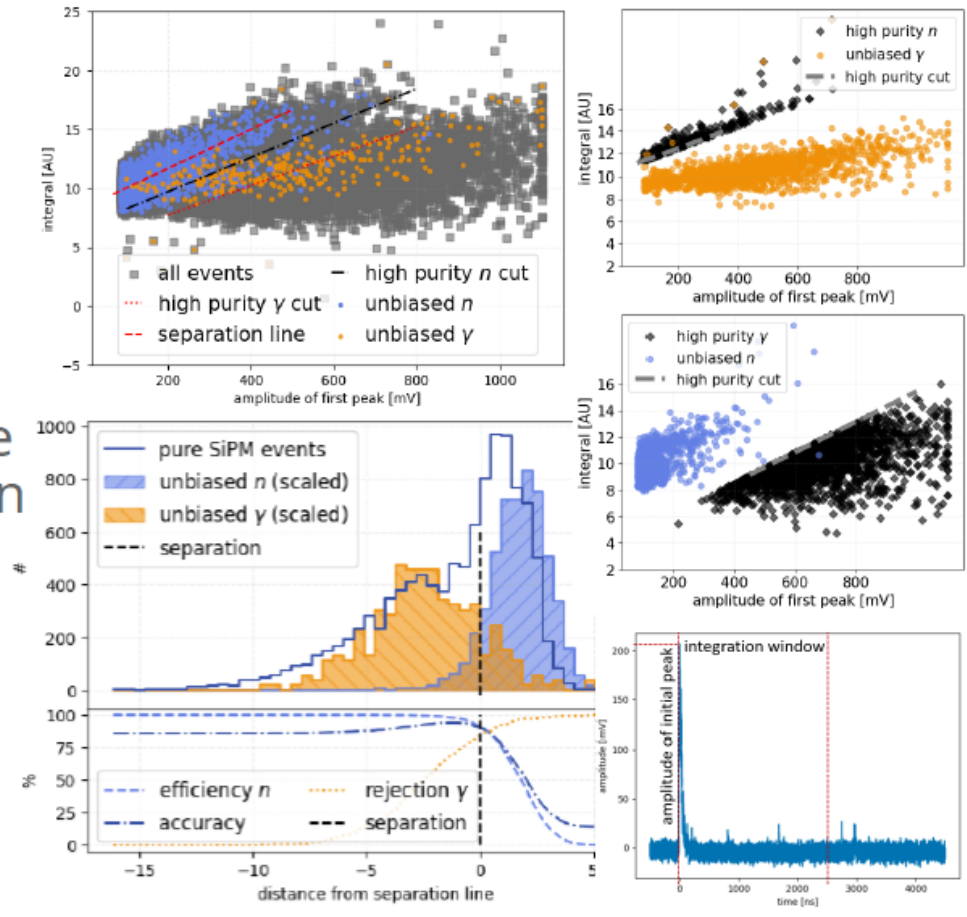 25
20
15
10
5
0
−5
integral [AU]
all events
high purity γ cut
separation line
high purity n cut
unbiased n
unbiased γ
200 400 600 800 1000
amplitude of first peak [mV]
high purity n
unbiased γ
high purity cut
16
14
12
10
8
6
4
2
integral [AU]
200 400 600 800
amplitude of first peak [mV]
high purity γ
unbiased n
high purity cut
16
14
12
10
8
6
4
2
integral [AU]
200 400 600 800
amplitude of first peak [mV]
e
n
1000
800
600
400
200
0
#
pure SiPM events
unbiased n (scaled)
unbiased γ (scaled)
separation
100
75
50
25
0
%
efficiency n
accuracy
rejection γ
separation
−15 −10 −5 0 5
distance from separation line
integration window
amplitude of initial peak
200
150
100
50
0
amplitude [mV]
0 1000 2000 3000 4000
time [ns]